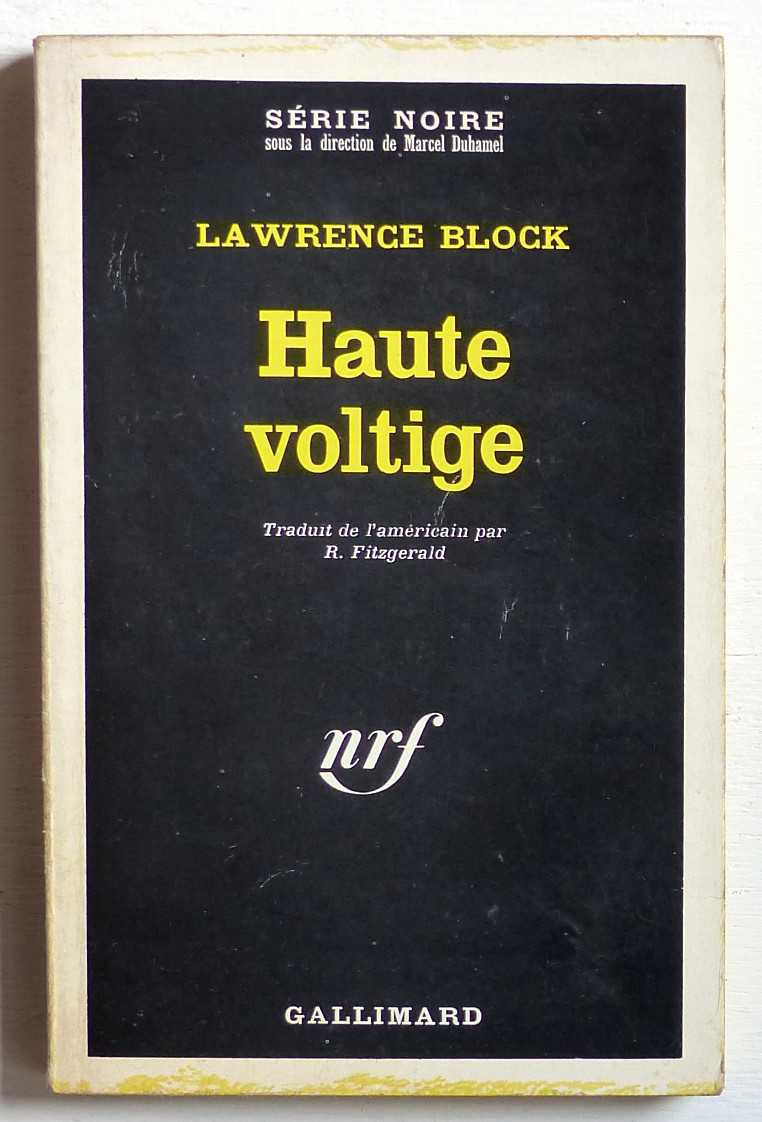 SÉRIE NOIRE
sous la direction de Marcel Duhamel
LAWRENCE BLOCK
Haute
voltige
Traduit de l'américain par
R. Fitzgerald
nrf
GALLIMARD